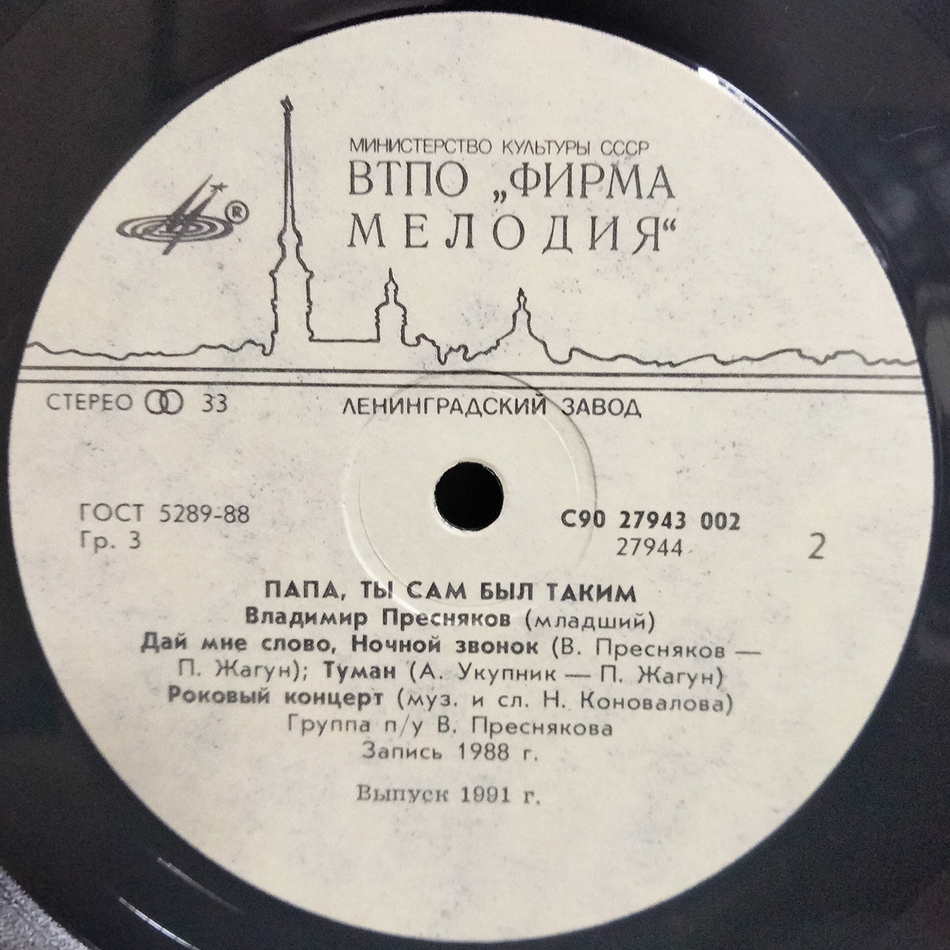 МИНИСТЕРСТВО КУЛЬТУРЫ СССР
ВТПО „ФИРМА
МЕЛОДИЯ“
®
СТЕРЕО 33
ЛЕНИНГРАДСКИЙ ЗАВОД
ГОСТ 5289-88
Гр. 3
С90 27943 002
27944
2
ПАПА, ТЫ САМ БЫЛ ТАКИМ
Владимир Пресняков (младший)
Дай мне слово, Ночной звонок (В. Пресняков —
П. Жагун); Туман (А. Укупник — П. Жагун)
Роковый концерт (муз. и сл. Н. Коновалова)
Группа п/у В. Преснякова
Запись 1988 г.
Выпуск 1991 г.